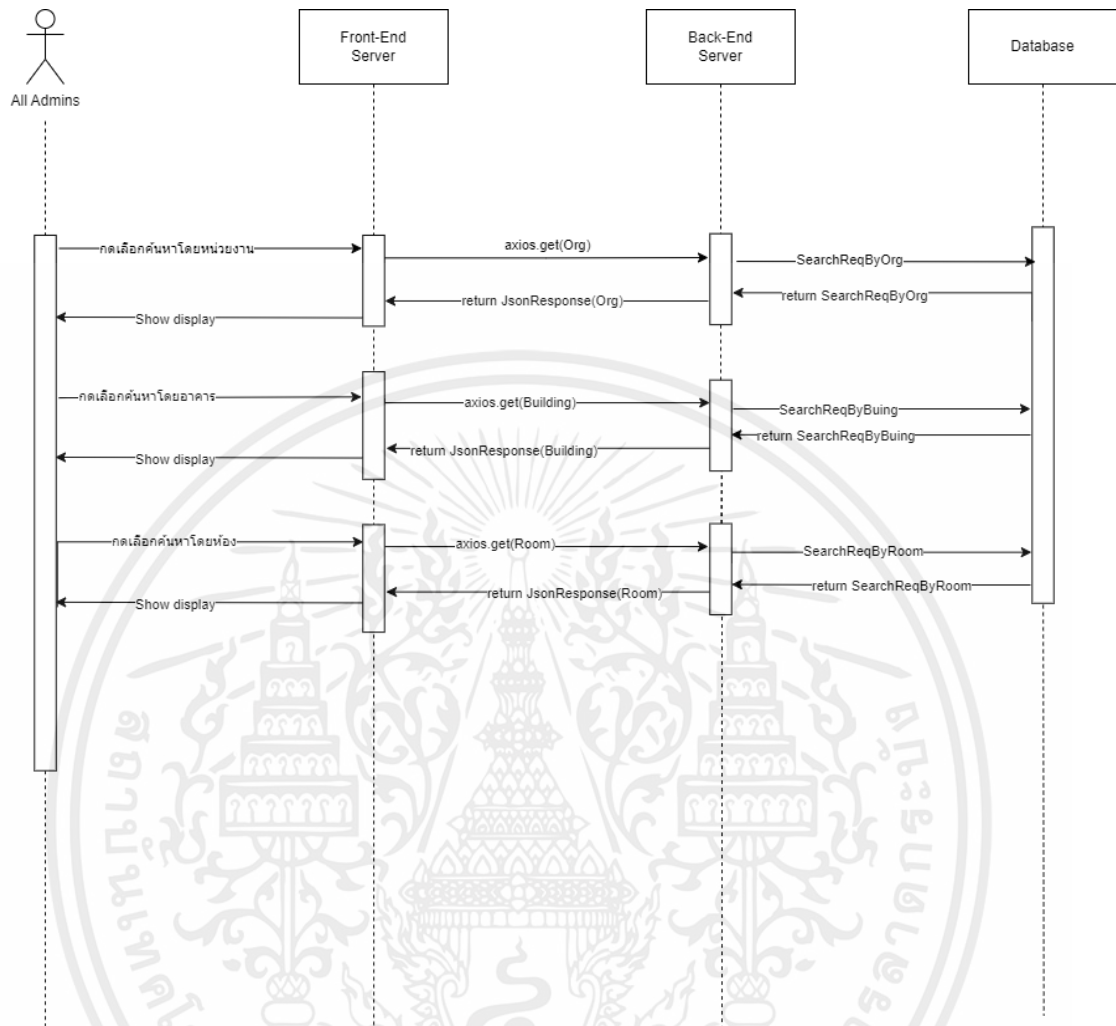 All Admins
Front-End
Server
Back-End
Server
Database
กดเลือกค้นหาโดยหน่วยงาน
axios.get(Org)
SearchReqByOrg
return SearchReqByOrg
return JsonResponse(Org)
Show display
กดเลือกค้นหาโดยอาคาร
axios.get(Building)
SearchReqByBuing
return SearchReqByBuing
return JsonResponse(Building)
Show display
กดเลือกค้นหาโดยห้อง
axios.get(Room)
SearchReqByRoom
return SearchReqByRoom
return JsonResponse(Room)
Show display